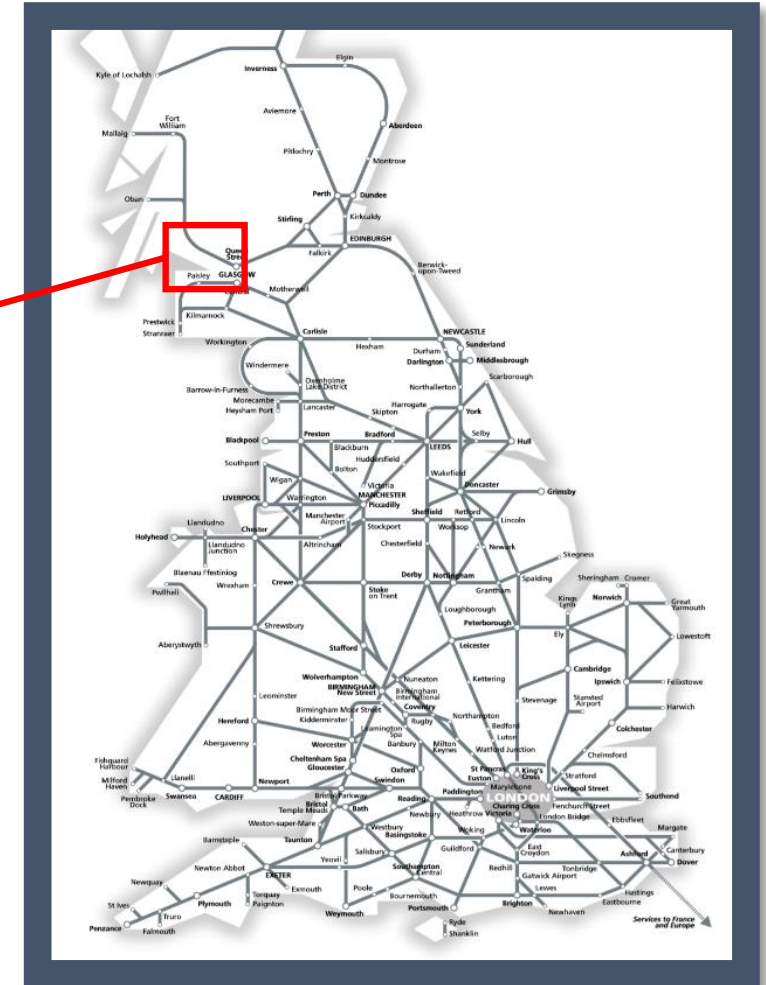 Elgin
Inverness
Kyle of Lochalsh
Aviemore
Fort
William
Mallaig
Aberdeen
Pitlochry
Montrose
Oban
Perth
Dundee
Stirling
Kirkcaldy
EDINBURGH
Falkirk
Berwick-
upon-Tweed
Paisley
GLASGOW
Motherwell
Prestwick
Kilmarnock
Stranraer
Carlisle
NEWCASTLE
Workington
Hexham
Sunderland
Durham
Darlington
Middlesbrough
Windermere
Scarborough
Oxenholme
Lake District
Northallerton
Barrow-in-Furness
Morecambe
Heysham Port
Lancaster
Harrogate
York
Skipton
Blackpool
Preston
Bradford
Selby
Blackburn
LEEDS
Hull
Southport
Huddersfield
Bolton
Wakefield
Wigan
Victoria
Doncaster
LIVERPOOL
Warrington
MANCHESTER
Piccadilly
Grimsby
Manchester
Airport
Sheffield
Retford
Lincoln
Llandudno
Chester
Stockport
Worksop
Holyhead
Llandudno
Junction
Altrincham
Chesterfield
Newark
Skegness
Blaenau Ffestiniog
Wrexham
Crewe
Derby
Nottingham
Spalding
Sheringham
Cromer
Pwllheli
Stoke
on Trent
Grantham
Kings
Lynn
Norwich
Great
Yarmouth
Loughborough
Shrewsbury
Peterborough
Ely
Lowestoft
Aberystwyth
Stafford
Leicester
Wolverhampton
Cambridge
BIRMINGHAM
New Street
Nuneaton
Kettering
Ipswich
Felixstowe
Birmingham
International
Leominster
Stevenage
Stansted
Airport
Harwich
Birmingham Moor Street
Coventry
Kidderminster
Rugby
Northampton
Hereford
Leamington
Spa
Bedford
Colchester
Worcester
Banbury
Milton
Keynes
Luton
Abergavenny
Watford Junction
Chelmsford
Cheltenham Spa
Gloucester
Fishguard
Harbour
Oxford
St Pancras
King's
Cross
Euston
Stratford
Llanelli
Swindon
Marylebone
Milford
Haven
Newport
Paddington
Liverpool Street
Pembroke
Dock
Swansea
CARDIFF
Bristol Parkway
Reading
LONDON
Southend
Bristol
Temple Meads
Bath
Charing Cross
Fenchurch Street
Newbury
Heathrow
Victoria
London Bridge
Ebbsfleet
Weston-super-Mare
Westbury
Basingstoke
Woking
Waterloo
Margate
Barnstaple
Taunton
Salisbury
Guildford
East
Croydon
Canterbury
Yeovil
Ashford
Dover
Newton Abbot
Southampton
Central
Redhill
Tonbridge
EXETER
Gatwick Airport
Newquay
Exmouth
Poole
Lewes
Hastings
Torquay
Paignton
Bournemouth
Eastbourne
St Ives
Plymouth
Weymouth
Portsmouth
Brighton
Newhaven
Truro
Penzance
Falmouth
Ryde
Shanklin
Services to France
and Europe